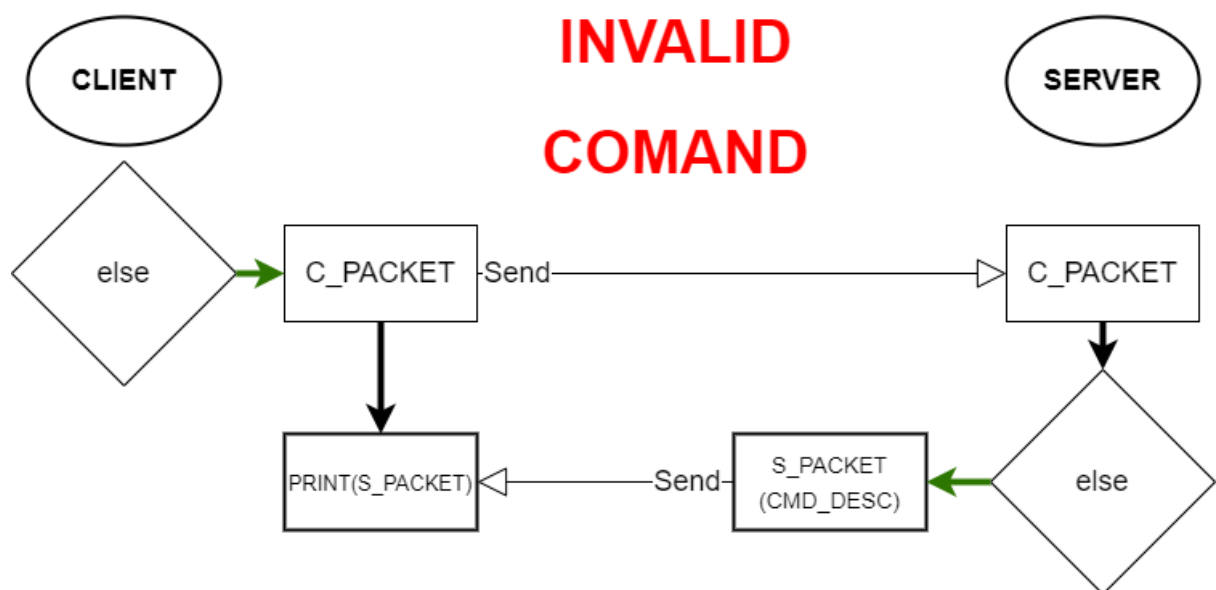 INVALID
COMAND
CLIENT
SERVER
else
C_PACKET
Send
C_PACKET
PRINT(S_PACKET)
Send
S_PACKET
(CMD_DESC)
else